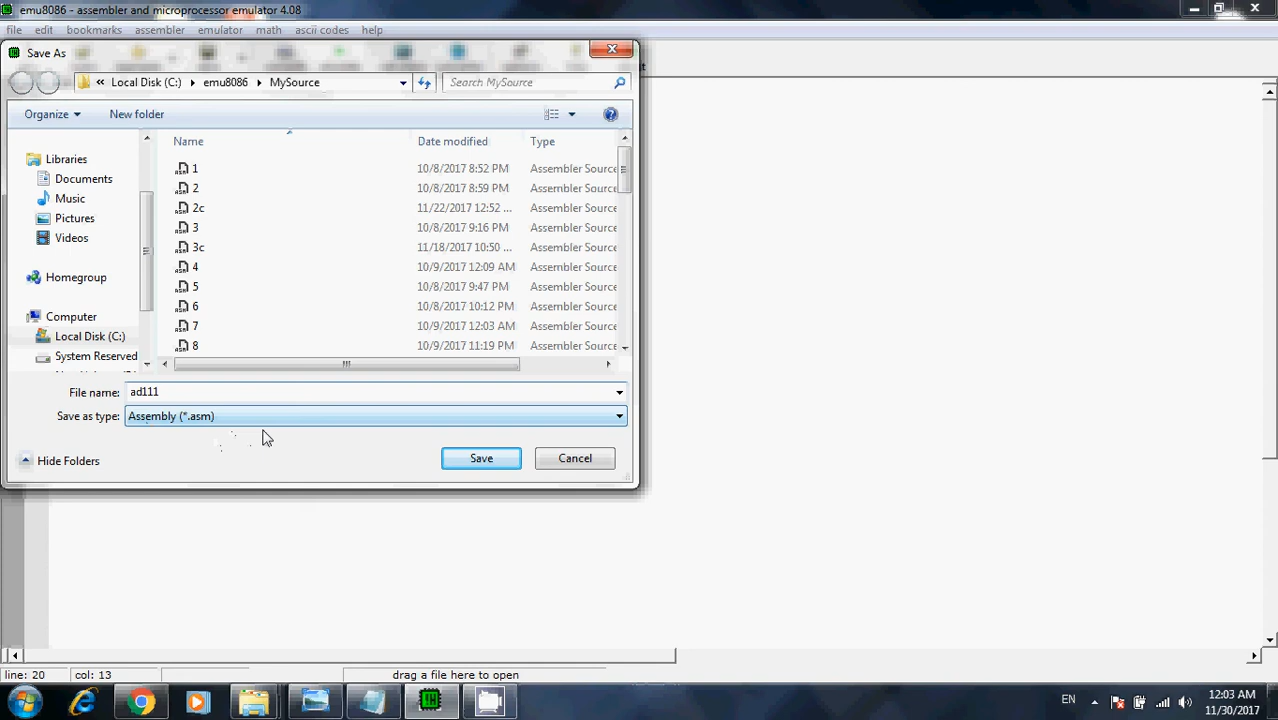 emu8086 - assembler and microprocessor emulator 4.08
file edit bookmarks assembler emulator math ascii codes help
Save As
« Local Disk (C:) emu8086 MySource
Search MySource
Organize New folder
Name Date modified Type
Libraries
Documents
Music
Pictures
Videos
Homegroup
Computer
Local Disk (C:)
System Reserved
1 10/8/2017 8:52 PM Assembler Source
2 10/8/2017 8:59 PM Assembler Source
2c 11/22/2017 12:52 ... Assembler Source
3 10/8/2017 9:16 PM Assembler Source
3c 11/18/2017 10:50 ... Assembler Source
4 10/9/2017 12:09 AM Assembler Source
5 10/8/2017 9:47 PM Assembler Source
6 10/8/2017 10:12 PM Assembler Source
7 10/9/2017 12:03 AM Assembler Source
8 10/9/2017 11:19 PM Assembler Source
File name: ad111
Save as type: Assembly (*.asm)
Hide Folders
Save Cancel
line: 20 col: 13 drag a file here to open
EN
12:03 AM
11/30/2017